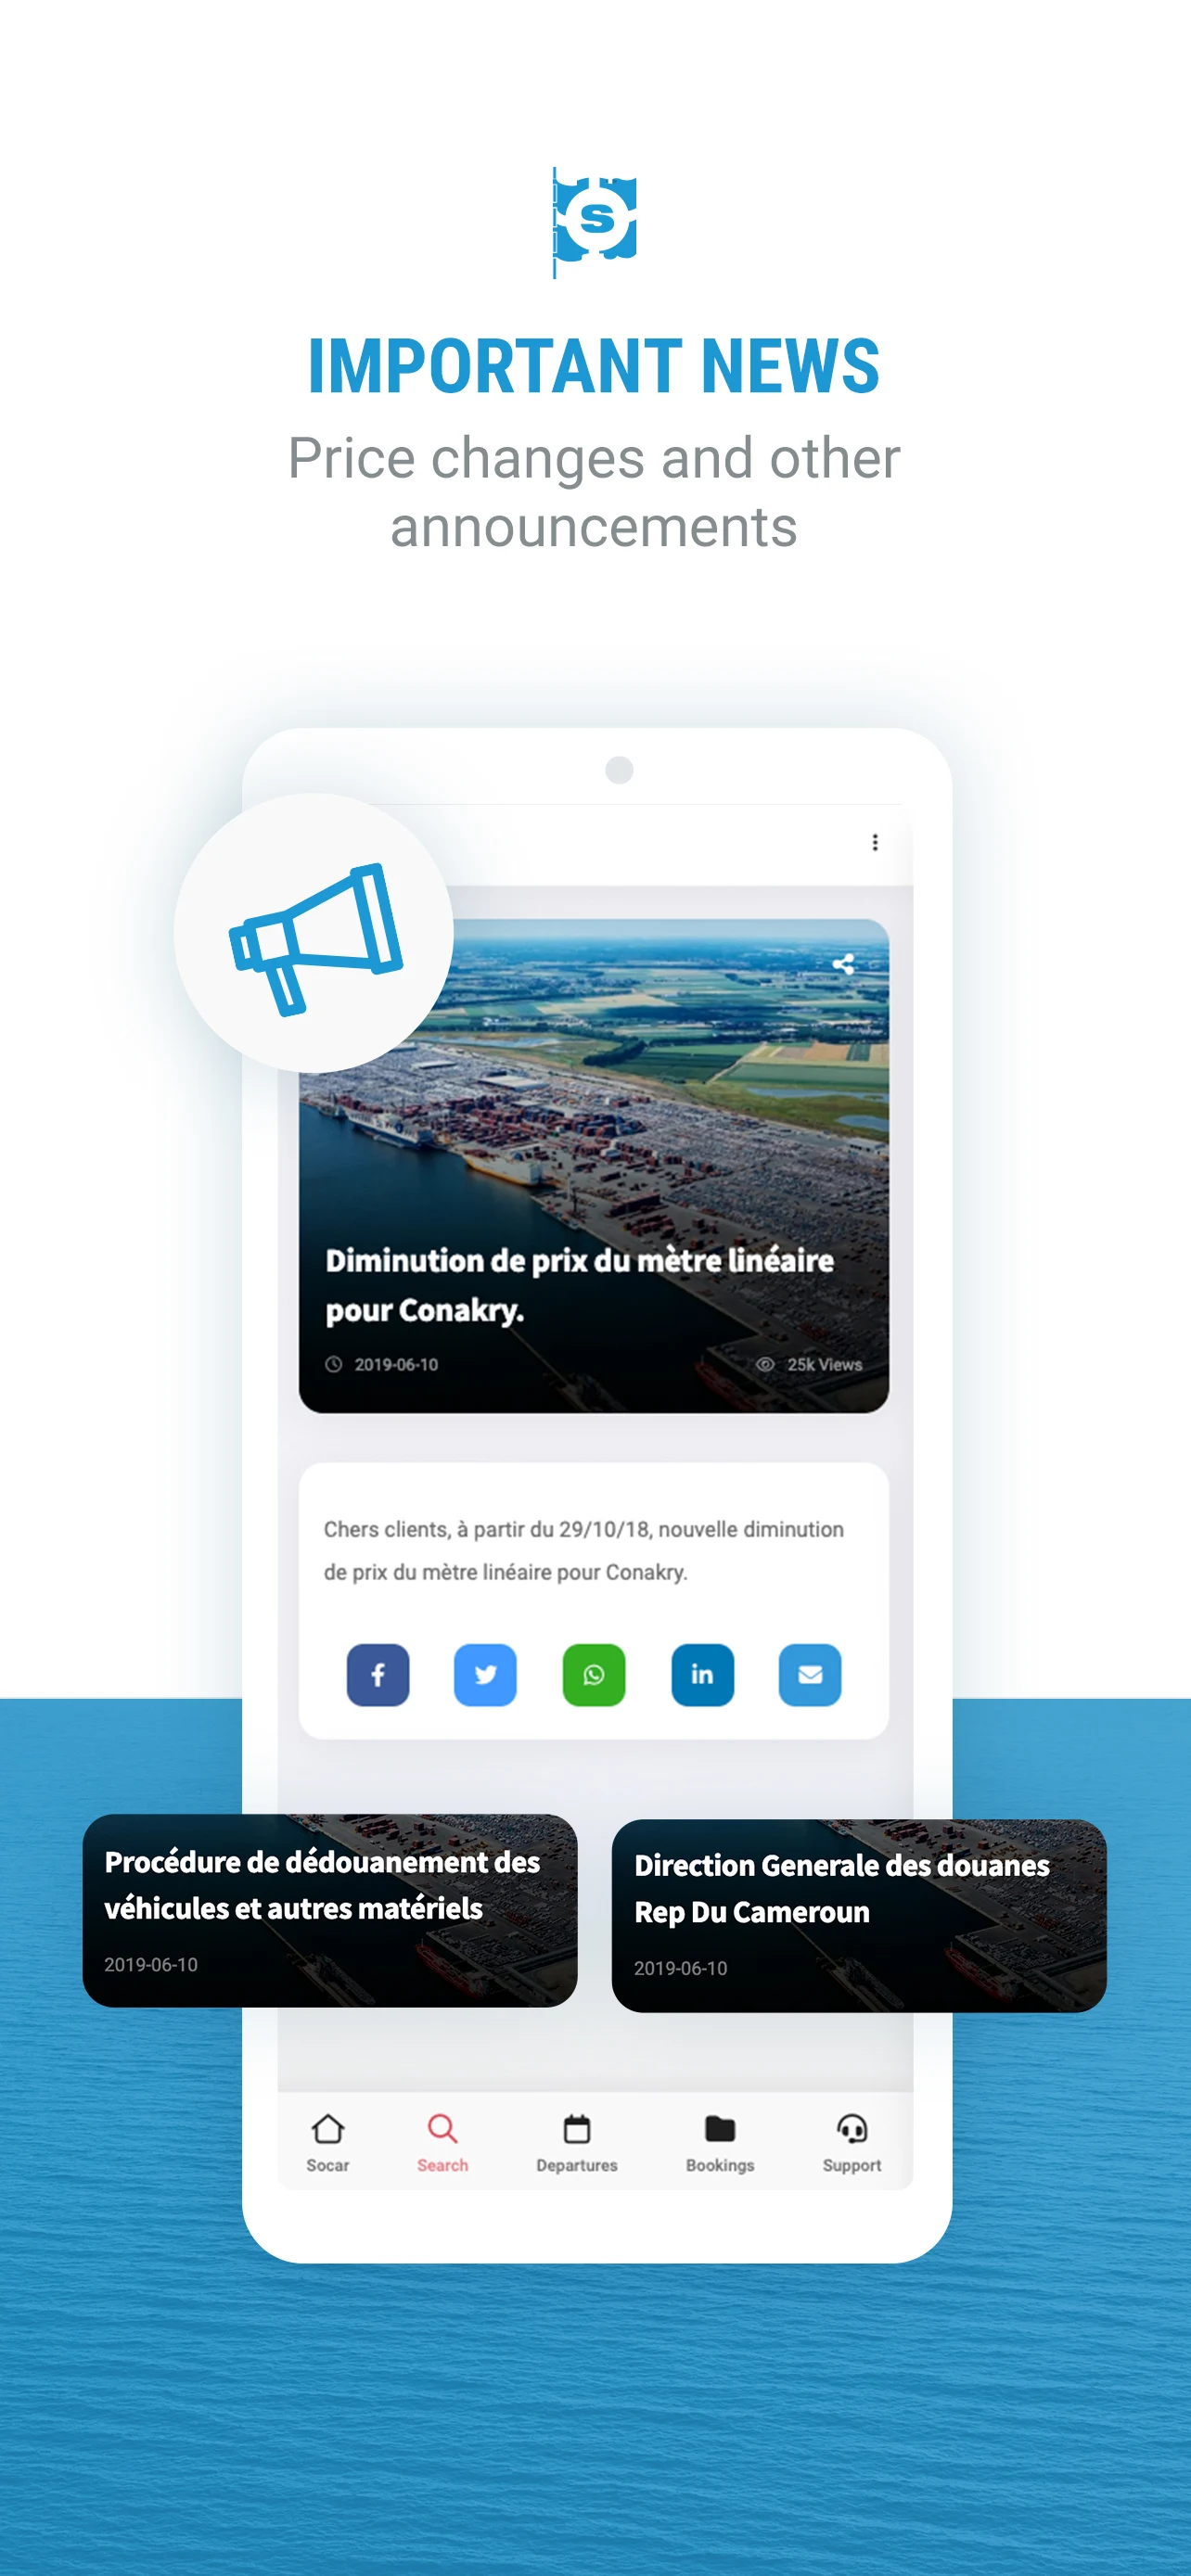 S
IMPORTANT NEWS
Price changes and other
announcements
Diminution de prix du mètre linéaire
pour Conakry.
2019-06-10
25k Views
Chers clients, à partir du 29/10/18, nouvelle diminution
de prix du mètre linéaire pour Conakry.
Procédure de dédouanement des
véhicules et autres matériels
2019-06-10
Direction Generale des douanes
Rep Du Cameroun
2019-06-10
Socar
Search
Departures
Bookings
Support